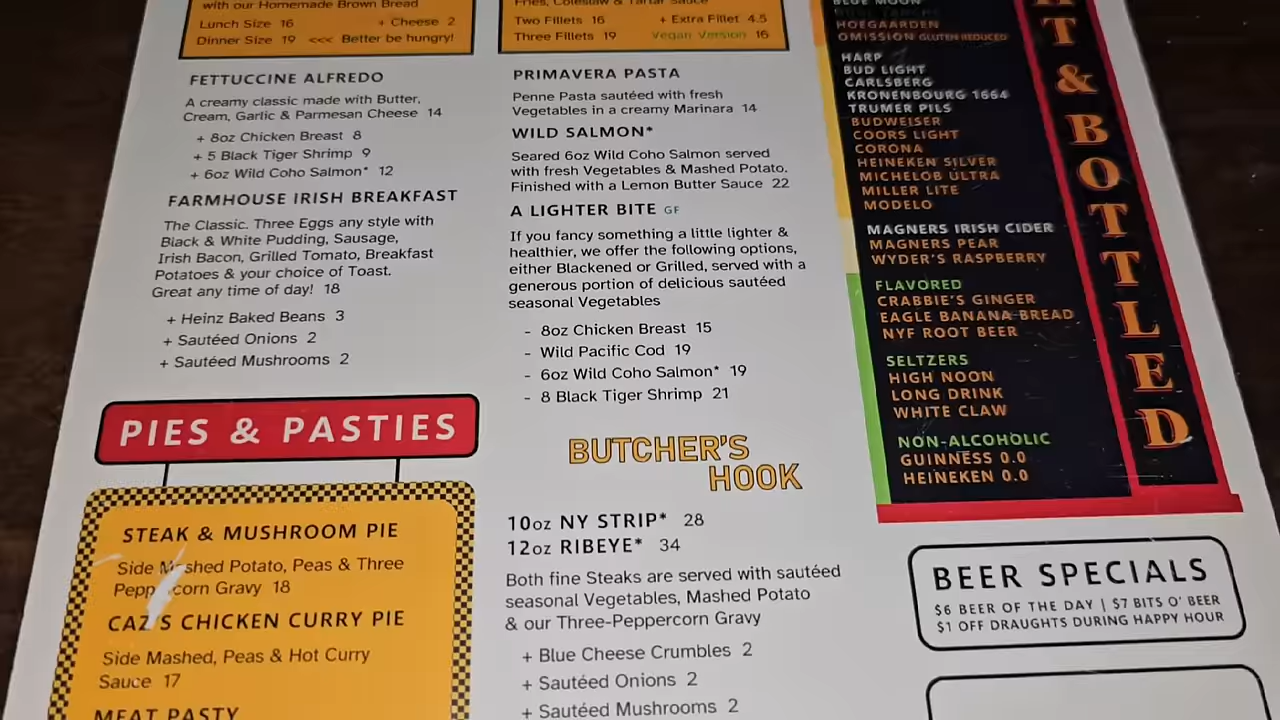 with our Homemade Brown Bread
Lunch Size 16 + Cheese 2
Dinner Size 19 <<< Better be hungry!
FETTUCCINE ALFREDO
A creamy classic made with Butter,
Cream, Garlic & Parmesan Cheese 14
+ 8oz Chicken Breast 8
+ 5 Black Tiger Shrimp 9
+ 6oz Wild Coho Salmon* 12
FARMHOUSE IRISH BREAKFAST
The Classic. Three Eggs any style with
Black & White Pudding, Sausage,
Irish Bacon, Grilled Tomato, Breakfast
Potatoes & your choice of Toast.
Great any time of day! 18
+ Heinz Baked Beans 3
+ Sautéed Onions 2
+ Sautéed Mushrooms 2
PIES & PASTIES
STEAK & MUSHROOM PIE
Side Mashed Potato, Peas & Three
Peppercorn Gravy 18
CAZ'S CHICKEN CURRY PIE
Side Mashed, Peas & Hot Curry
Sauce 17
MEAT PASTY
Fries, Coleslaw & Tartar Sauce
Two Fillets 16 + Extra Fillet 4.5
Three Fillets 19 Vegan Version 16
PRIMAVERA PASTA
Penne Pasta sautéed with fresh
Vegetables in a creamy Marinara 14
WILD SALMON*
Seared 6oz Wild Coho Salmon served
with fresh Vegetables & Mashed Potato.
Finished with a Lemon Butter Sauce 22
A LIGHTER BITE GF
If you fancy something a little lighter &
healthier, we offer the following options,
either Blackened or Grilled, served with a
generous portion of delicious sautéed
seasonal Vegetables
- 8oz Chicken Breast 15
- Wild Pacific Cod 19
- 6oz Wild Coho Salmon* 19
- 8 Black Tiger Shrimp 21
BUTCHER'S
HOOK
10oz NY STRIP* 28
12oz RIBEYE* 34
Both fine Steaks are served with sautéed
seasonal Vegetables, Mashed Potato
& our Three-Peppercorn Gravy
+ Blue Cheese Crumbles 2
+ Sautéed Onions 2
+ Sautéed Mushrooms 2
BLUE MOON
HOEGAARDEN
OMISSION GLUTEN REDUCED
HARP
BUD LIGHT
CARLSBERG
KRONENBOURG 1664
TRUMER PILS
BUDWEISER
COORS LIGHT
CORONA
HEINEKEN SILVER
MICHELOB ULTRA
MILLER LITE
MODELO
MAGNERS IRISH CIDER
MAGNERS PEAR
WYDER'S RASPBERRY
FLAVORED
CRABBIE'S GINGER
EAGLE BANANA BREAD
NYF ROOT BEER
SELTZERS
HIGH NOON
LONG DRINK
WHITE CLAW
NON-ALCOHOLIC
GUINNESS 0.0
HEINEKEN 0.0
& BOTTLED
BEER SPECIALS
$6 BEER OF THE DAY | $7 BITS O' BEER
$1 OFF DRAUGHTS DURING HAPPY HOUR